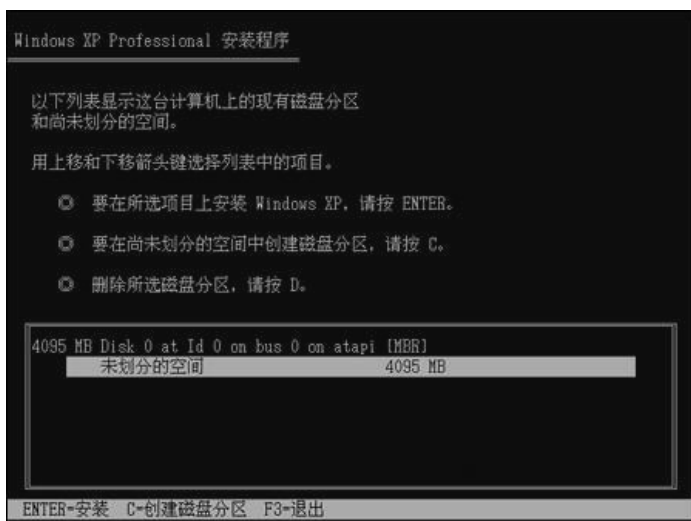 Windows XP Professional 安装程序
以下列表显示这台计算机上的现有磁盘分区
和尚未划分的空间。
用上移和下移箭头键选择列表中的项目。
◎ 要在所选项目上安装 Windows XP，请按 ENTER。
◎ 要在尚未划分的空间中创建磁盘分区，请按 C。
◎ 删除所选磁盘分区，请按 D。
4095 MB Disk 0 at Id 0 on bus 0 on atapi [MBR]
未划分的空间 4095 MB
ENTER=安装 C=创建磁盘分区 F3=退出